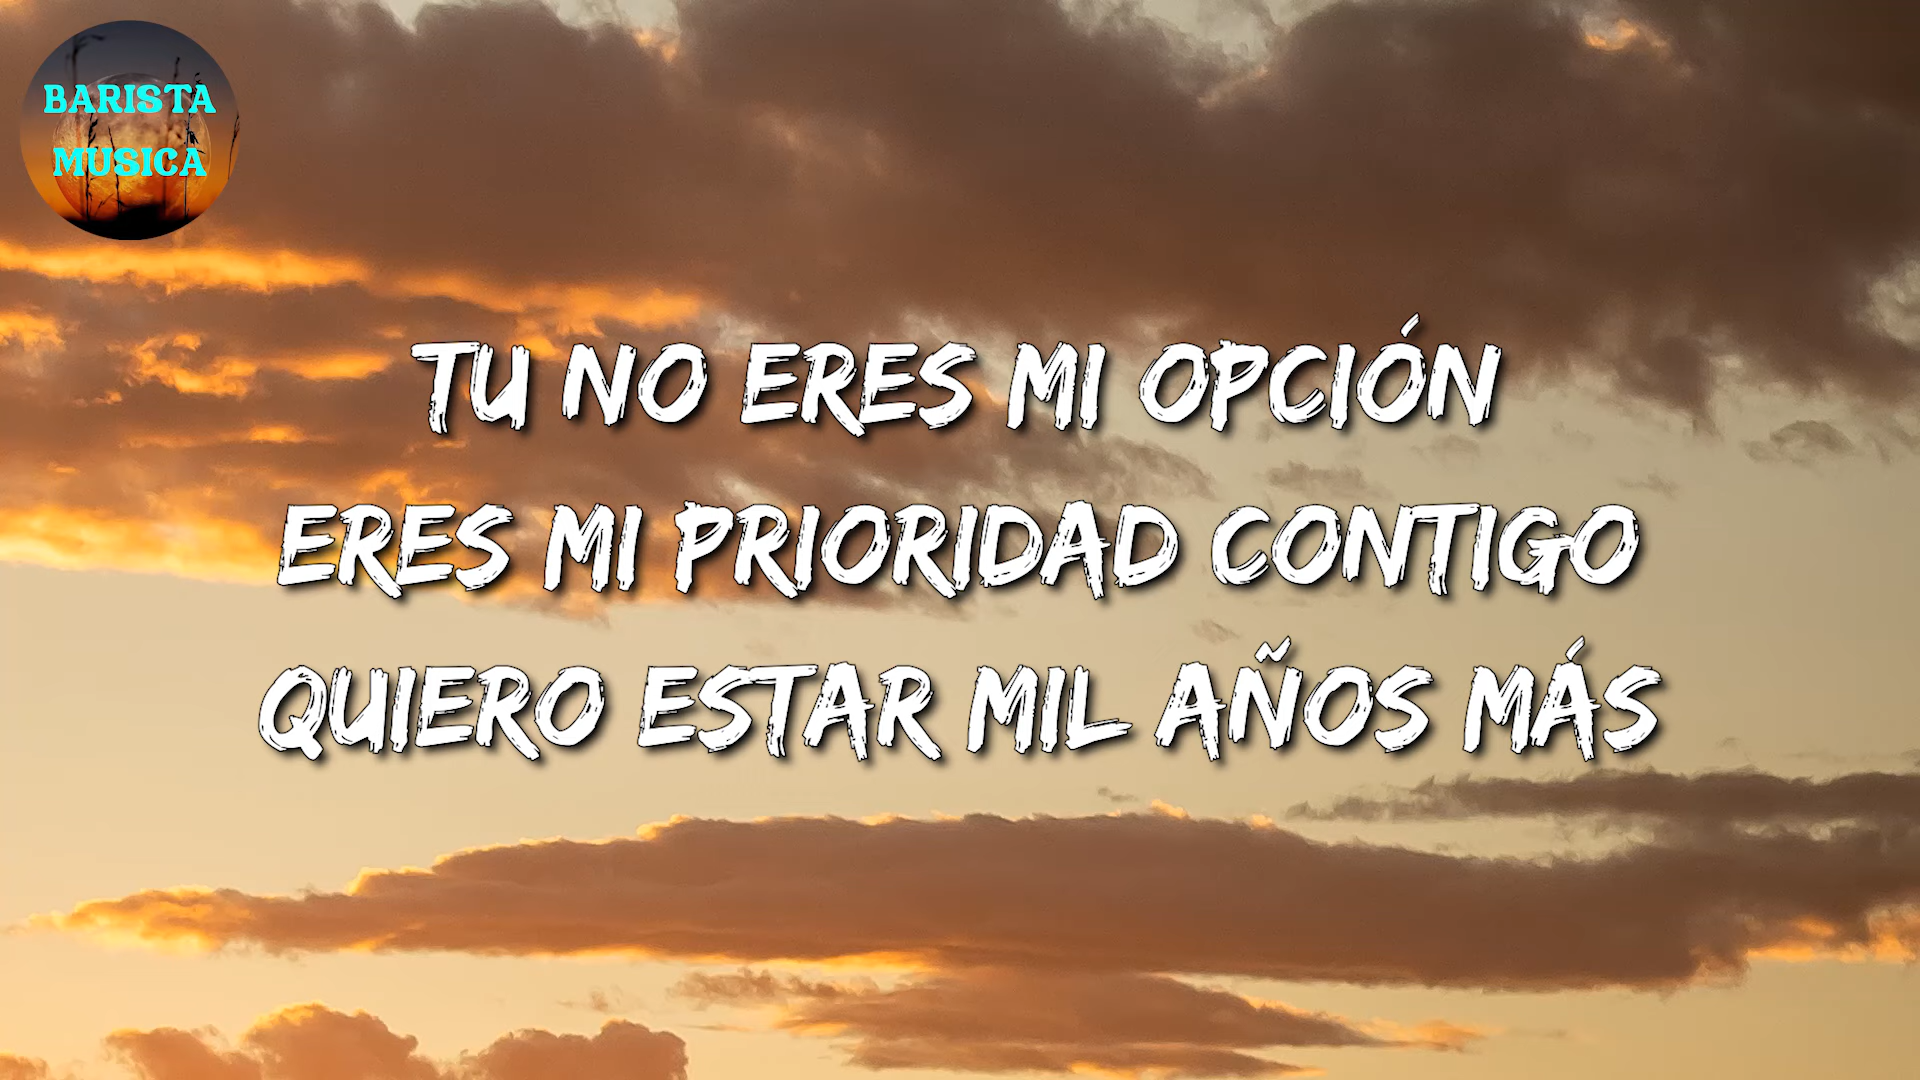 BARISTA
MUSICA
TU NO ERES MI OPCIÓN
ERES MI PRIORIDAD CONTIGO
QUIERO ESTAR MIL AÑOS MÁS